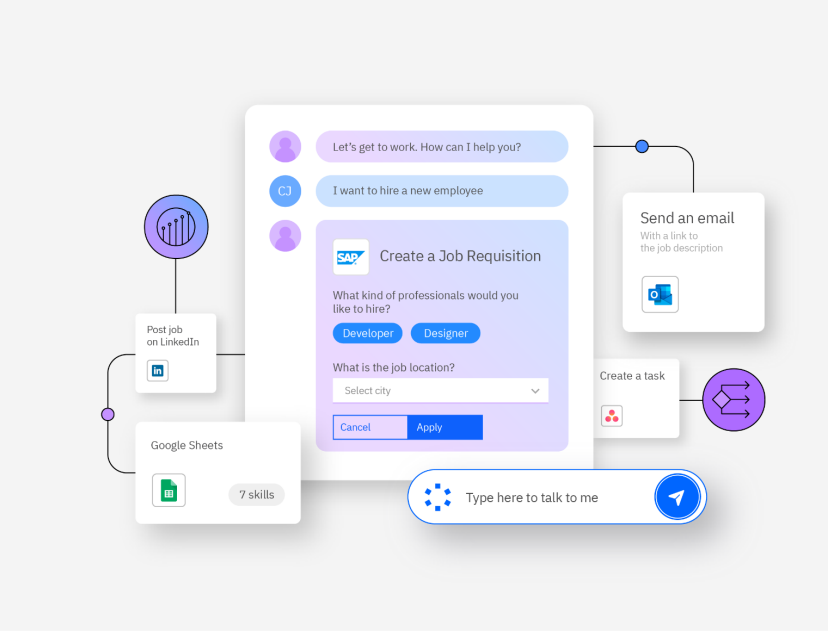 Let's get to work. How can I help you?
CJ
I want to hire a new employee
SAP
Create a Job Requisition
What kind of professionals would you
like to hire?
Developer
Designer
What is the job location?
Select city
Cancel
Apply
Send an email
With a link to
the job description
O
Post job
on LinkedIn
in
Create a task
Google Sheets
7 skills
Type here to talk to me